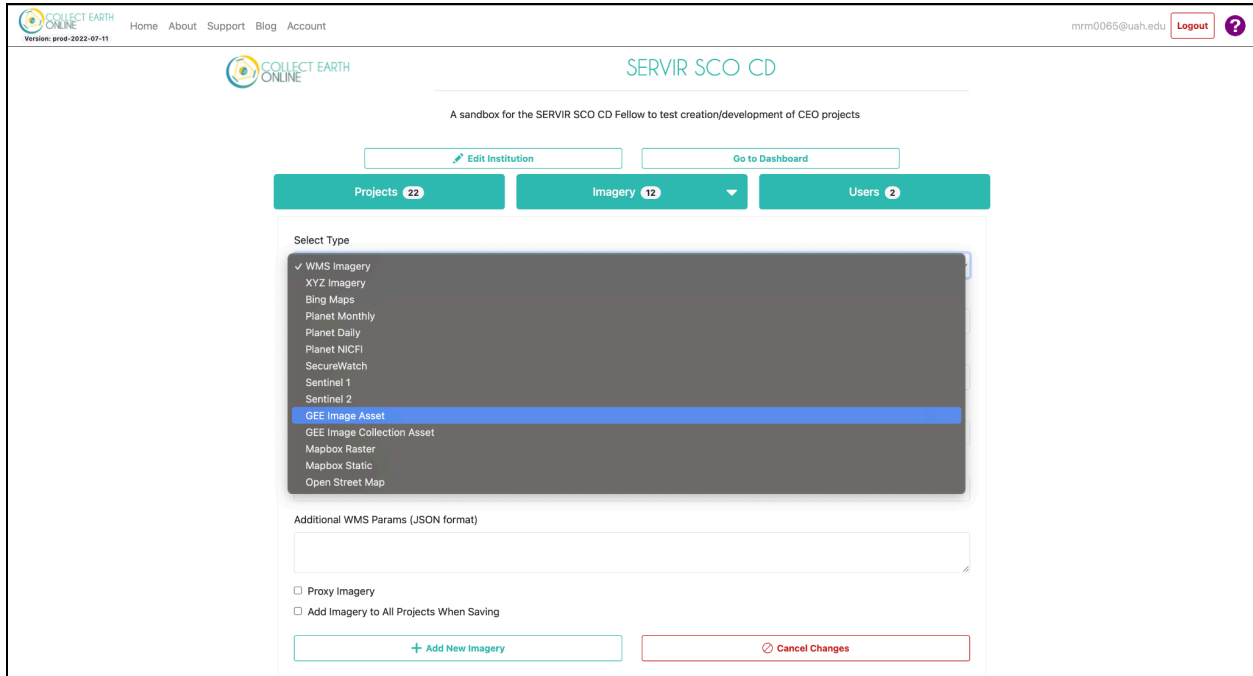 COLLECT EARTH
ONLINE
Version: prod-2022-07-11
Home About Support Blog Account
mrm0065@uah.edu Logout ?
COLLECT EARTH
ONLINE
SERVIR SCO CD
A sandbox for the SERVIR SCO CD Fellow to test creation/development of CEO projects
Edit Institution Go to Dashboard
Projects 22 Imagery 12 Users 2
Select Type
✓ WMS Imagery
XYZ Imagery
Bing Maps
Planet Monthly
Planet Daily
Planet NICFI
SecureWatch
Sentinel 1
Sentinel 2
GEE Image Asset
GEE Image Collection Asset
Mapbox Raster
Mapbox Static
Open Street Map
Additional WMS Params (JSON format)
Proxy Imagery
Add Imagery to All Projects When Saving
+ Add New Imagery Cancel Changes